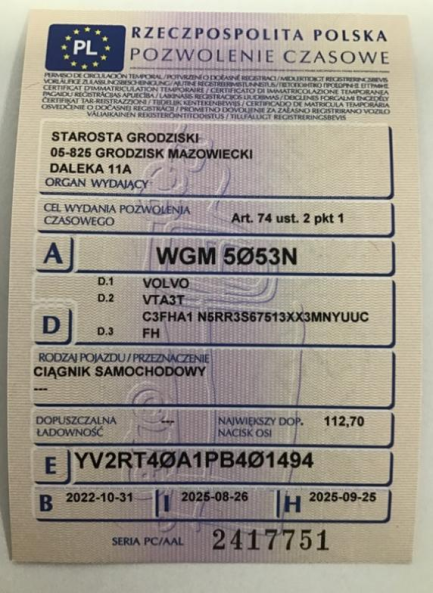 PL
RZECZPOSPOLITA POLSKA
POZWOLENIE CZASOWE
STAROSTA GRODZISKI
05-825 GRODZISK MAZOWIECKI
DALEKA 11A
ORGAN WYDAJĄCY
CEL WYDANIA POZWOLENIA CZASOWEGO Art. 74 ust. 2 pkt 1
A WGM 5Ø53N
D.1 VOLVO
D.2 VTA3T
C3FHA1 N5RR3S67513XX3MNYUUC
D
D.3 FH
RODZAJ POJAZDU / PRZEZNACZENIE
CIĄGNIK SAMOCHODOWY
---
DOPUSZCZALNA ŁADOWNOŚĆ --- NAJWIĘKSZY DOP. NACISK OSI 112,70
E YV2RT4ØA1PB4Ø1494
B 2022-10-31 I 2025-08-26 H 2025-09-25
SERIA PC/AAL 2417751